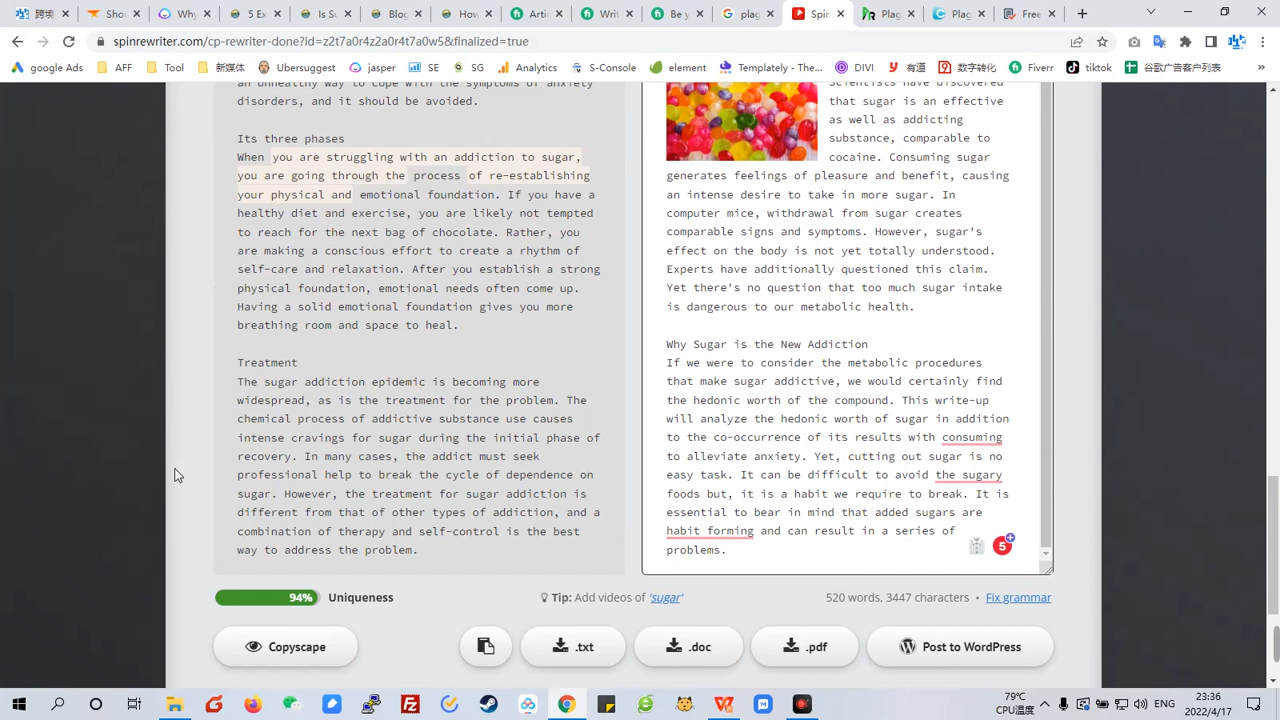 跨境
Sho
Why
5 Ex
Is Su
Blog
How
Arti
Wri
Be y
plag
Spin
Plag
Plag
Free
spinrewriter.com/cp-rewriter-done?id=z2t7a0r4z2a0r4t7a0w5&finalized=true
google Ads
AFF
Tool
新媒体
Ubersuggest
jasper
SE
SG
Analytics
S-Console
element
Templately - The...
DIVI
有道
数字转化
Fiverr
tiktok
谷歌广告客户列表
an unhealthy way to cope with the symptoms of anxiety
disorders, and it should be avoided.
Its three phases
When you are struggling with an addiction to sugar,
you are going through the process of re-establishing
your physical and emotional foundation. If you have a
healthy diet and exercise, you are likely not tempted
to reach for the next bag of chocolate. Rather, you
are making a conscious effort to create a rhythm of
self-care and relaxation. After you establish a strong
physical foundation, emotional needs often come up.
Having a solid emotional foundation gives you more
breathing room and space to heal.
Treatment
The sugar addiction epidemic is becoming more
widespread, as is the treatment for the problem. The
chemical process of addictive substance use causes
intense cravings for sugar during the initial phase of
recovery. In many cases, the addict must seek
professional help to break the cycle of dependence on
sugar. However, the treatment for sugar addiction is
different from that of other types of addiction, and a
combination of therapy and self-control is the best
way to address the problem.
Scientists have discovered
that sugar is an effective
as well as addicting
substance, comparable to
cocaine. Consuming sugar
generates feelings of pleasure and benefit, causing
an intense desire to take in more sugar. In
computer mice, withdrawal from sugar creates
comparable signs and symptoms. However, sugar's
effect on the body is not yet totally understood.
Experts have additionally questioned this claim.
Yet there's no question that too much sugar intake
is dangerous to our metabolic health.
Why Sugar is the New Addiction
If we were to consider the metabolic procedures
that make sugar addictive, we would certainly find
the hedonic worth of the compound. This write-up
will analyze the hedonic worth of sugar in addition
to the co-occurrence of its results with consuming
to alleviate anxiety. Yet, cutting out sugar is no
easy task. It can be difficult to avoid the sugary
foods but, it is a habit we require to break. It is
essential to bear in mind that added sugars are
habit forming and can result in a series of
problems.
5
94%
Uniqueness
Tip: Add videos of 'sugar'
520 words, 3447 characters • Fix grammar
Copyscape
.txt
.doc
.pdf
Post to WordPress
79℃
CPU温度
ENG
23:36
2022/4/17